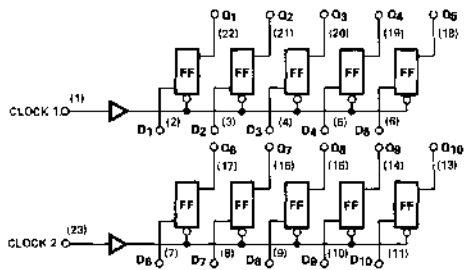 Q1 Q2 Q3 Q4 Q5
(22) (21) (20) (19) (18)
FF FF FF FF FF
(1)
CLOCK 1
D1 (2) D2 (3) D3 (4) D4 (5) D5 (6)
Q6 Q7 Q8 Q9 Q10
(17) (16) (15) (14) (13)
FF FF FF FF FF
(23)
CLOCK 2
D6 (7) D7 (8) D8 (9) D9 (10) D10 (11)